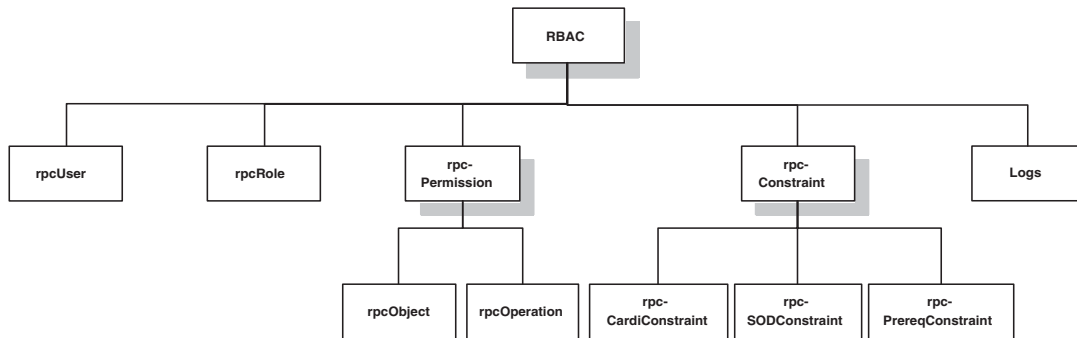 RBAC
rpcUser
rpcRole
rpc-
Permission
rpc-
Constraint
Logs
rpcObject
rpcOperation
rpc-
CardiConstraint
rpc-
SODConstraint
rpc-
PrereqConstraint